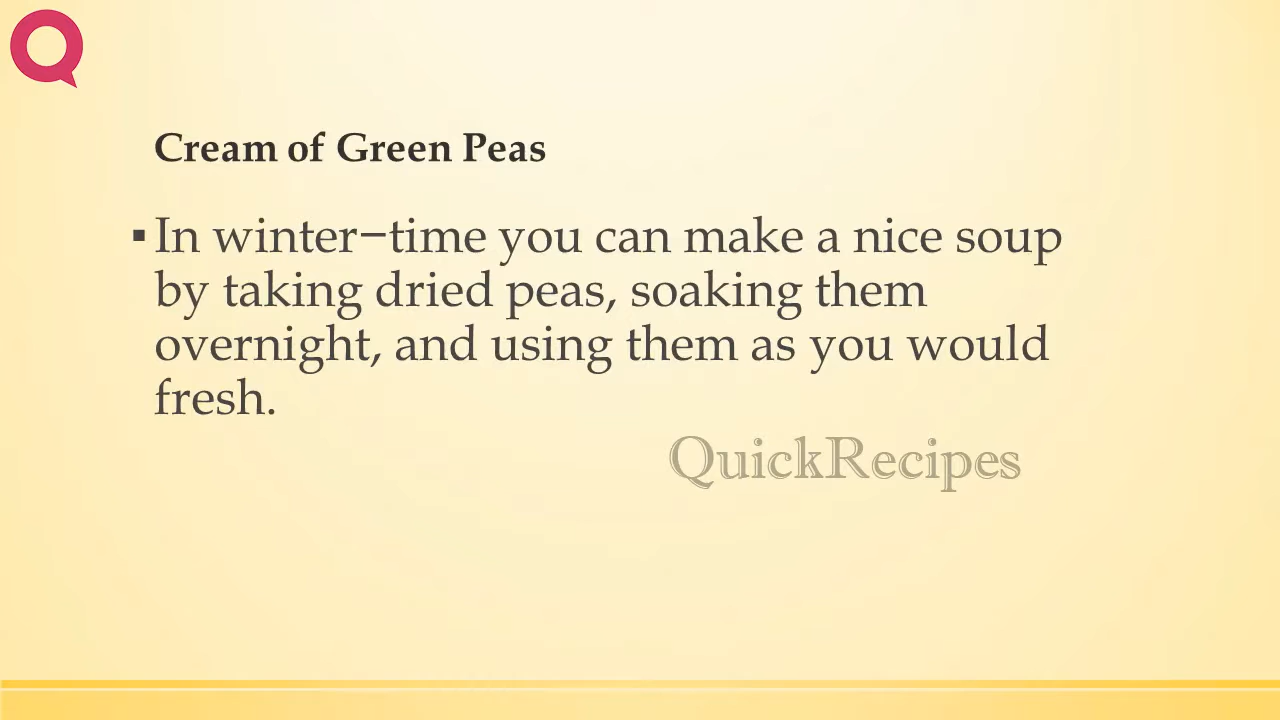 Cream of Green Peas
▪ In winter−time you can make a nice soup
by taking dried peas, soaking them
overnight, and using them as you would
fresh.
QuickRecipes